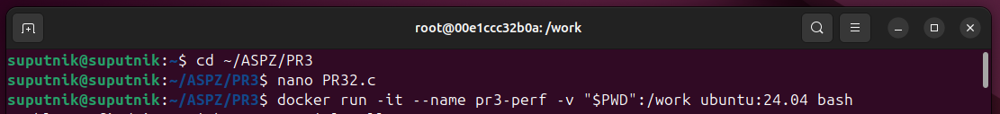 root@00e1ccc32b0a: /work
suputnik@suputnik:~$ cd ~/ASPZ/PR3
suputnik@suputnik:~/ASPZ/PR3$ nano PR32.c
suputnik@suputnik:~/ASPZ/PR3$ docker run -it --name pr3-perf -v "$PWD":/work ubuntu:24.04 bash